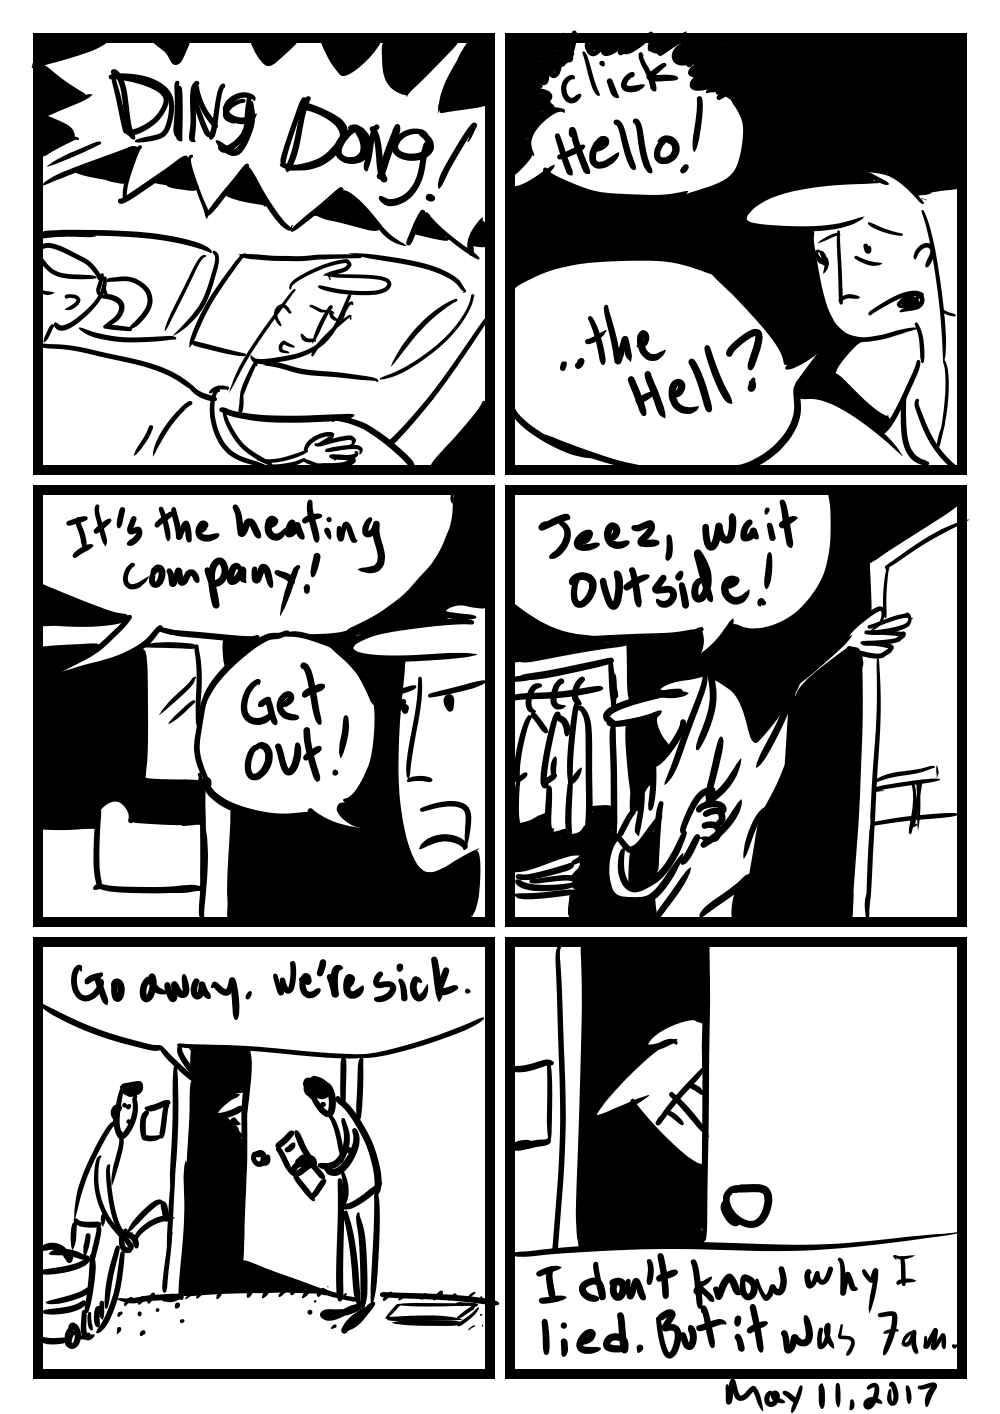 DING DONG!
click
Hello!
..the
Hell?
It's the heating
company!
Get
out!
Jeez, wait
outside!
Go away. We're sick.
I don't know why I
lied. But it was 7am.
May 11, 2017